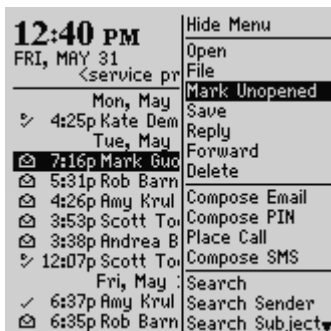 12:40 PM
FRI, MAY 31
<service pr
Mon, May
4:25p Kate Dem
Tue, May
7:16p Mark Guo
5:31p Rob Barn
4:26p Amy Krul
3:53p Scott To
3:38p Andrea B
12:07p Scott To
Fri, May
6:37p Amy Krul
6:35p Rob Barn
Hide Menu
Open
File
Mark Unopened
Save
Reply
Forward
Delete
Compose Email
Compose PIN
Place Call
Compose SMS
Search
Search Sender
Search Subject